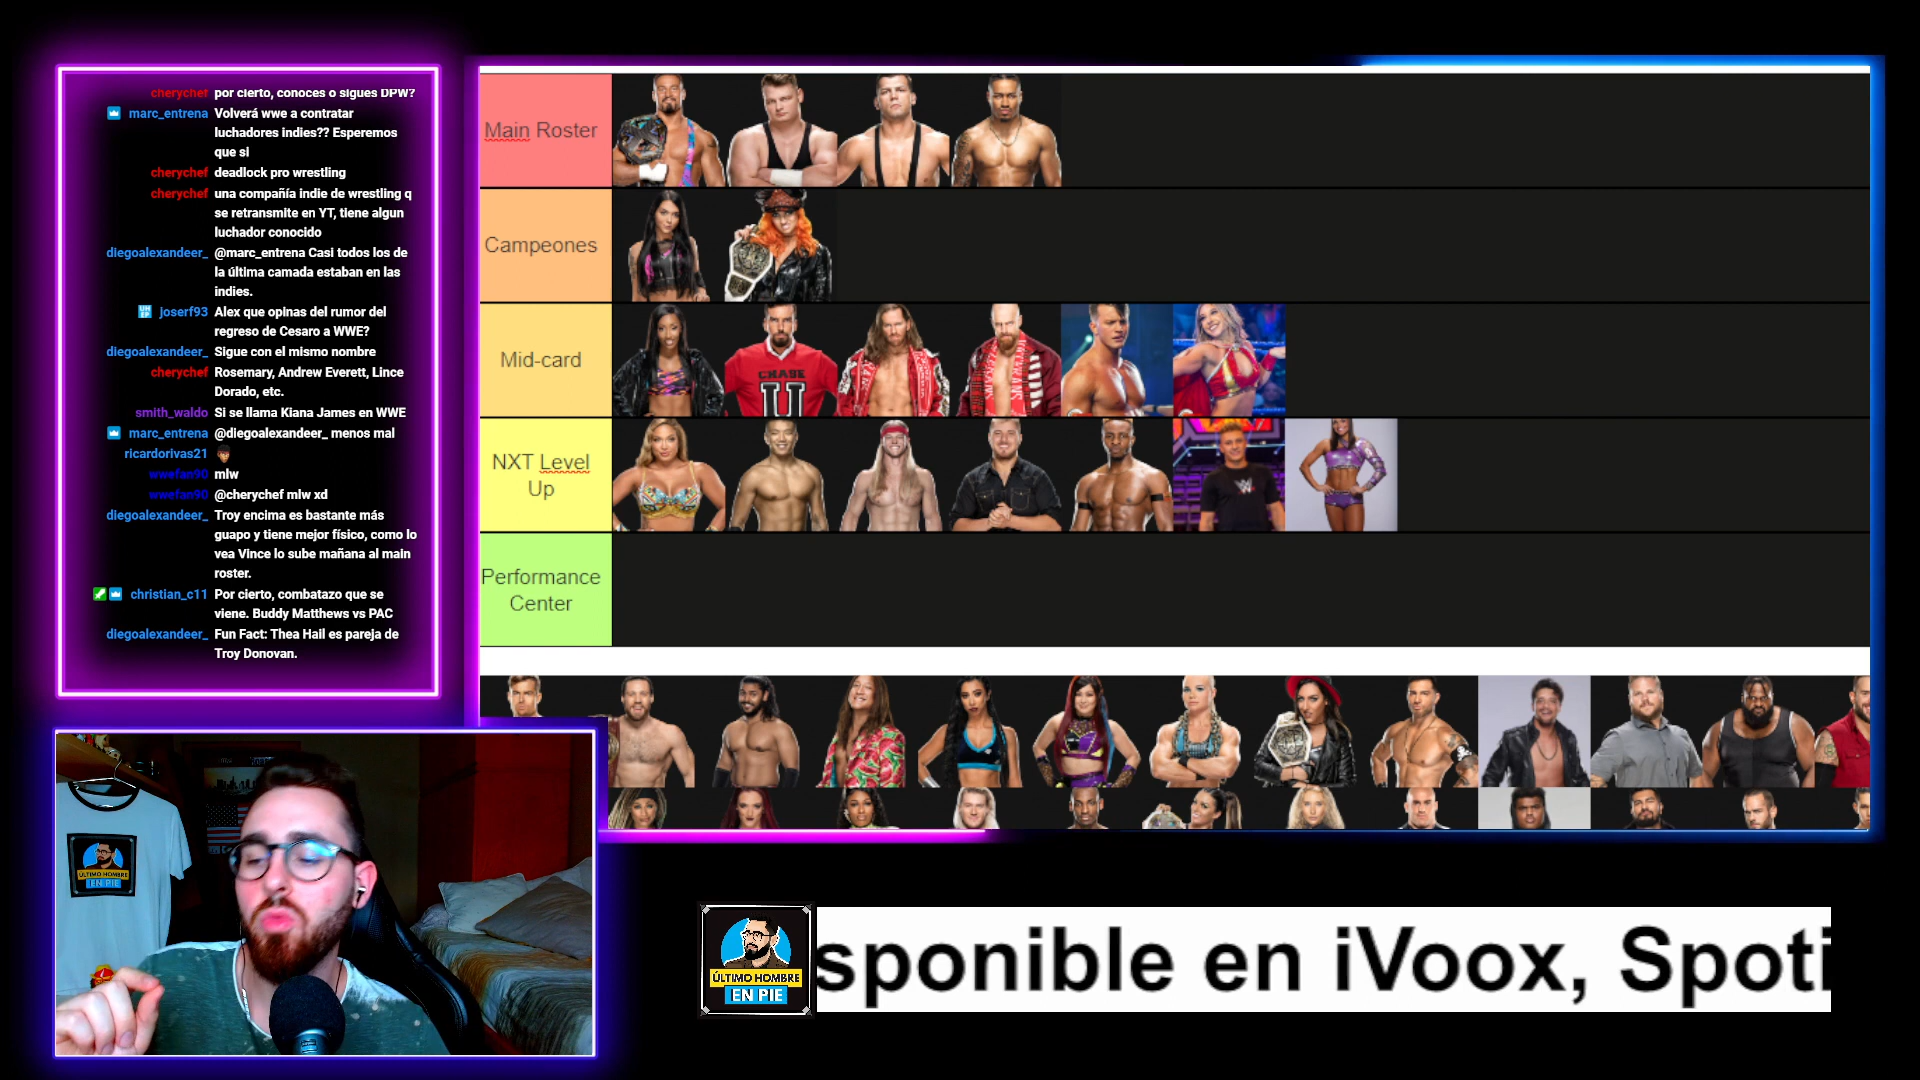 cherychef por cierto, conoces o sigues DPW?
marc_entrena Volverá wwe a contratar
luchadores indies?? Esperemos
que si
cherychef deadlock pro wrestling
cherychef una compañía indie de wrestling q
se retransmite en YT, tiene algun
luchador conocido
diegoalexandeer_ @marc_entrena Casi todos los de
la última camada estaban en las
indies.
joserf93 Alex que opinas del rumor del
regreso de Cesaro a WWE?
diegoalexandeer_ Sigue con el mismo nombre
cherychef Rosemary, Andrew Everett, Lince
Dorado, etc.
smith_waldo Si se llama Kiana James en WWE
marc_entrena @diegoalexandeer_ menos mal
ricardorivas21
wwefan90 mlw
wwefan90 @cherychef mlw xd
diegoalexandeer_ Troy encima es bastante más
guapo y tiene mejor físico, como lo
vea Vince lo sube mañana al main
roster.
christian_c11 Por cierto, combatazo que se
viene. Buddy Matthews vs PAC
diegoalexandeer_ Fun Fact: Thea Hail es pareja de
Troy Donovan.
Main Roster
Campeones
Mid-card
CHASE
U
NXT Level
Up
W
Performance
Center
ÚLTIMO HOMBRE
EN PIE
ÚLTIMO HOMBRE
EN PIE
sponible en iVoox, Spoti